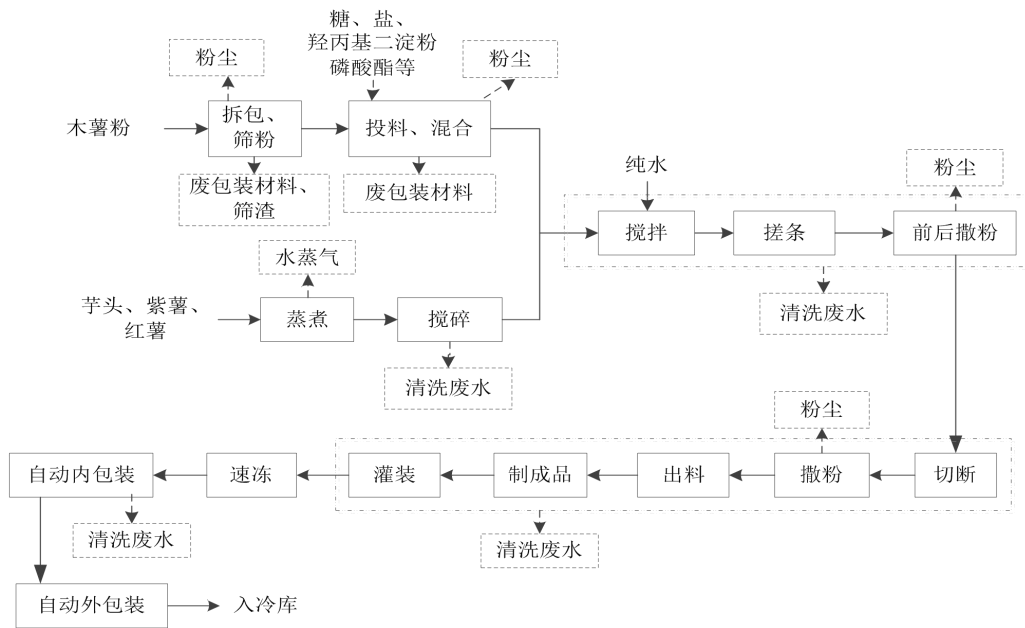 糖、盐、
羟丙基二淀粉
磷酸酯等
粉尘
粉尘
木薯粉
拆包、
筛粉
投料、混合
废包装材料、
筛渣
废包装材料
纯水
粉尘
搅拌
搓条
前后撒粉
水蒸气
芋头、紫薯、
红薯
蒸煮
搅碎
清洗废水
清洗废水
粉尘
自动内包装
速冻
灌装
制成品
出料
撒粉
切断
清洗废水
清洗废水
自动外包装
入冷库